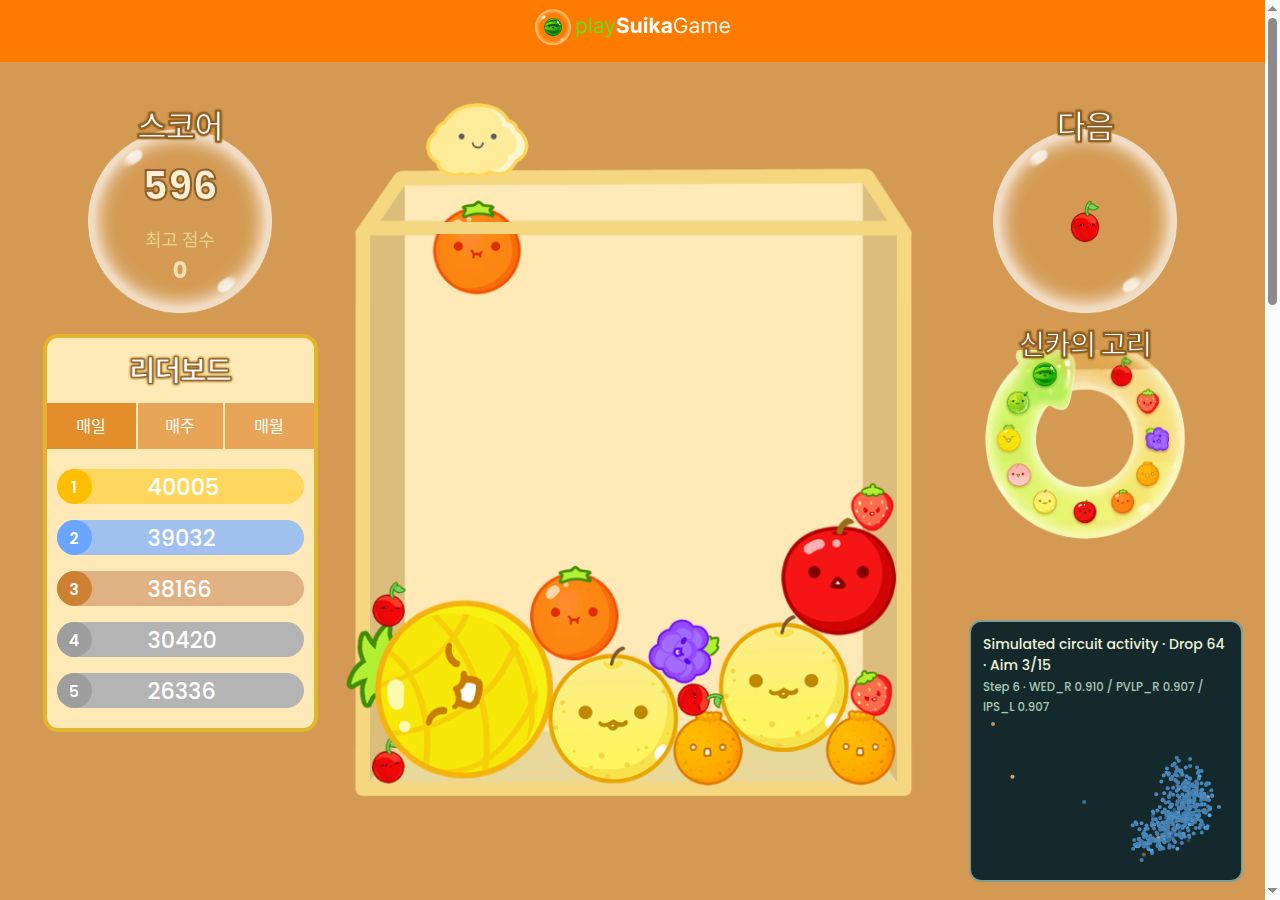 playSuikaGame
스코어
596
최고 점수
0
리더보드
매일 매주 매월
1 40005
2 39032
3 38166
4 30420
5 26336
다음
신카의 고리
Simulated circuit activity · Drop 64
· Aim 3/15
Step 6 · WED_R 0.910 / PVLP_R 0.907 /
IPS_L 0.907